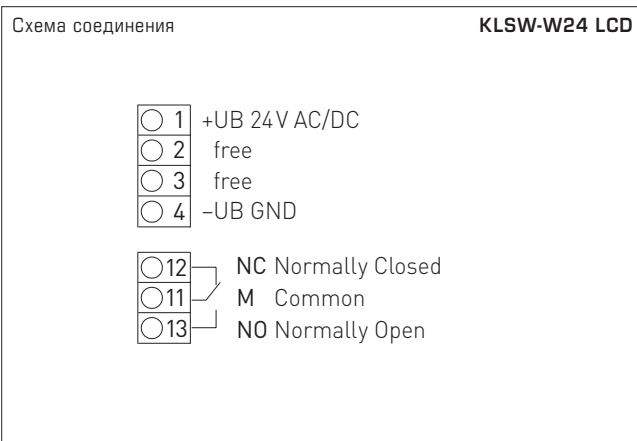 Схема соединения KLSW-W24 LCD
1 +UB 24V AC/DC
2 free
3 free
4 –UB GND
12 NC Normally Closed
11 M Common
13 NO Normally Open